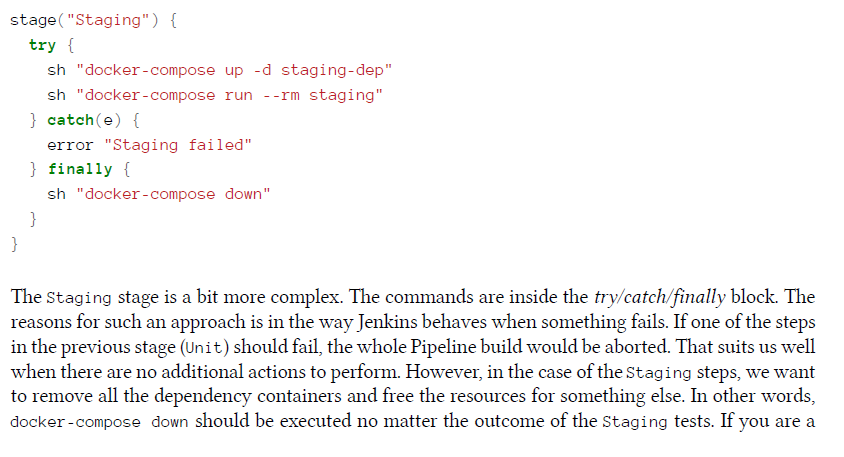 stage("Staging") {
  try {
    sh "docker-compose up -d staging-dep"
    sh "docker-compose run --rm staging"
  } catch(e) {
    error "Staging failed"
  } finally {
    sh "docker-compose down"
  }
}
The Staging stage is a bit more complex. The commands are inside the try/catch/finally block. The
reasons for such an approach is in the way Jenkins behaves when something fails. If one of the steps
in the previous stage (Unit) should fail, the whole Pipeline build would be aborted. That suits us well
when there are no additional actions to perform. However, in the case of the Staging steps, we want
to remove all the dependency containers and free the resources for something else. In other words,
docker-compose down should be executed no matter the outcome of the Staging tests. If you are a